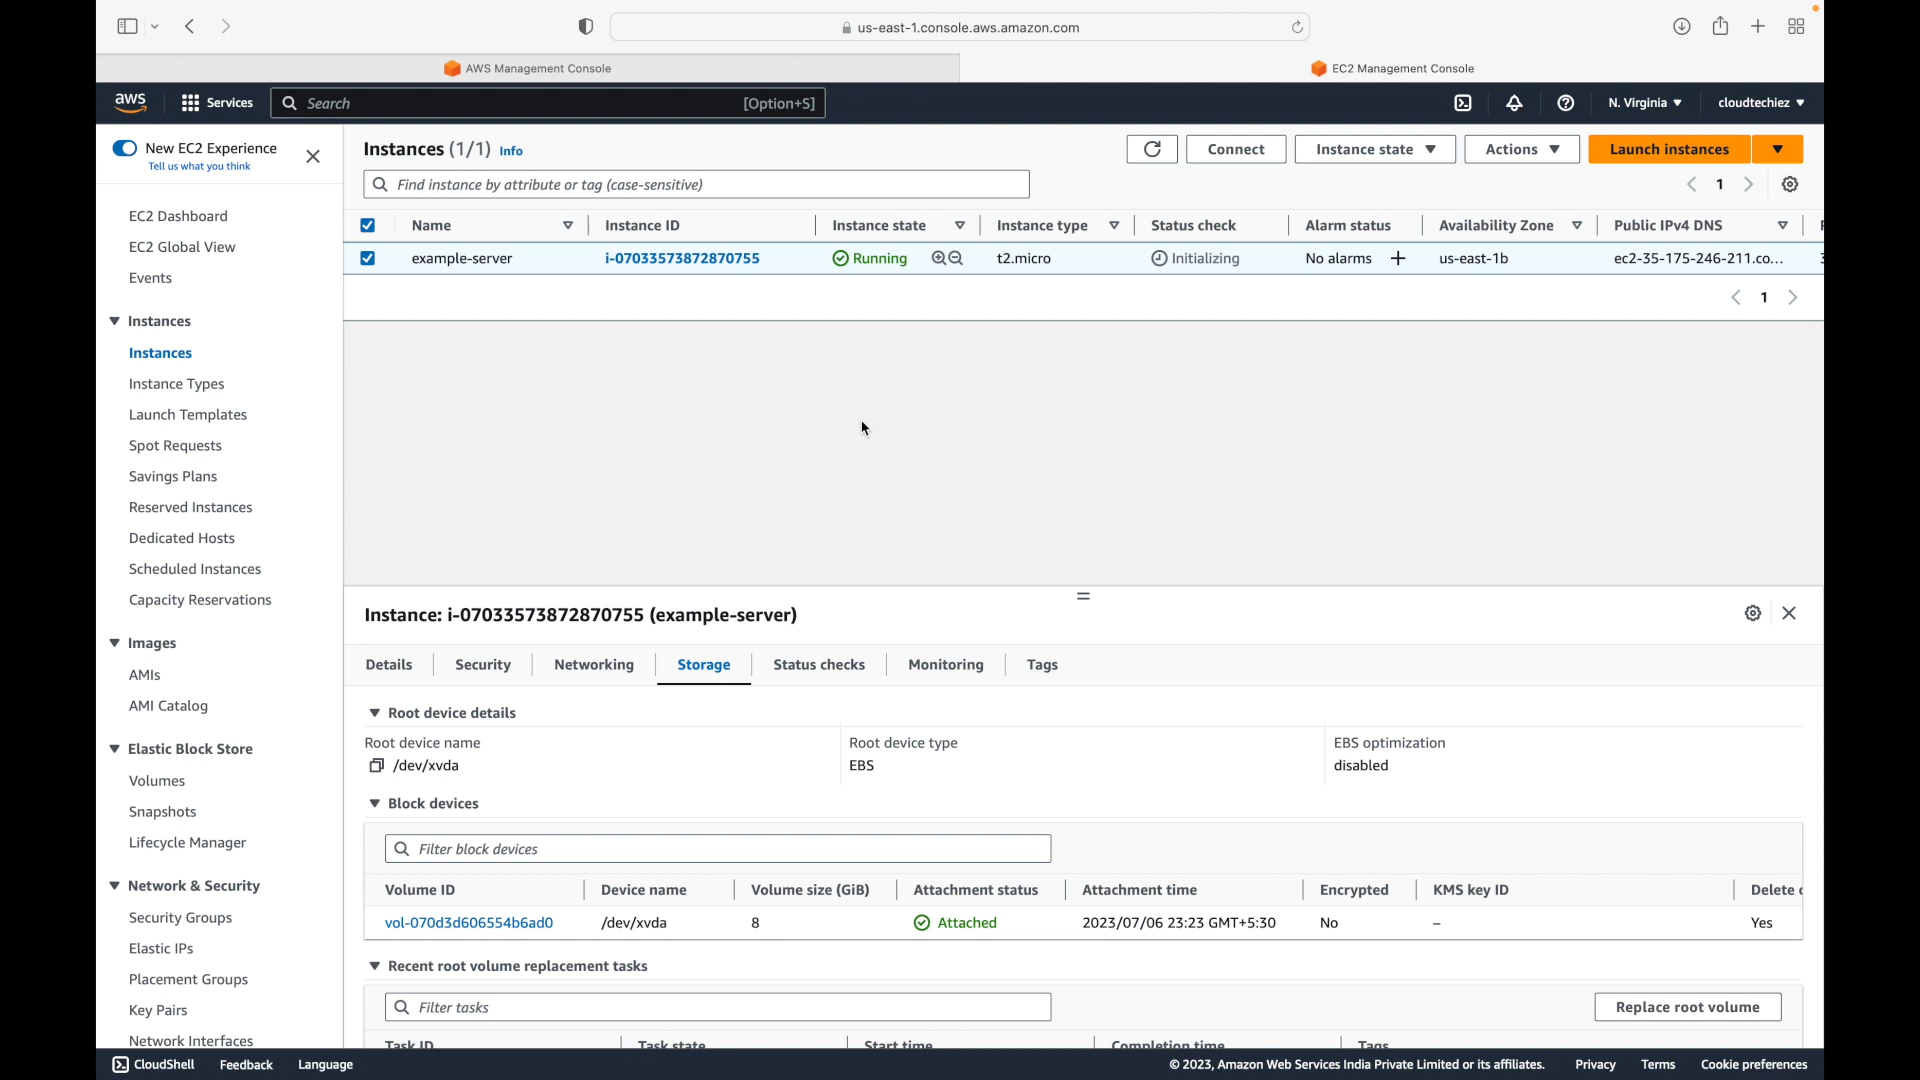 us-east-1.console.aws.amazon.com
AWS Management Console
EC2 Management Console
aws
Services
Search
[Option+S]
N. Virginia
cloudtechiez
New EC2 Experience
Tell us what you think
EC2 Dashboard
EC2 Global View
Events
Instances
Instances
Instance Types
Launch Templates
Spot Requests
Savings Plans
Reserved Instances
Dedicated Hosts
Scheduled Instances
Capacity Reservations
Images
AMIs
AMI Catalog
Elastic Block Store
Volumes
Snapshots
Lifecycle Manager
Network & Security
Security Groups
Elastic IPs
Placement Groups
Key Pairs
Network Interfaces
Instances (1/1) Info
Connect
Instance state
Actions
Launch instances
Find instance by attribute or tag (case-sensitive)
1
Name Instance ID Instance state Instance type Status check Alarm status Availability Zone Public IPv4 DNS
example-server i-07033573872870755 Running t2.micro Initializing No alarms + us-east-1b ec2-35-175-246-211.co...
1
Instance: i-07033573872870755 (example-server)
Details Security Networking Storage Status checks Monitoring Tags
Root device details
Root device name Root device type EBS optimization
/dev/xvda EBS disabled
Block devices
Filter block devices
Volume ID Device name Volume size (GiB) Attachment status Attachment time Encrypted KMS key ID Delete
vol-070d3d606554b6ad0 /dev/xvda 8 Attached 2023/07/06 23:23 GMT+5:30 No – Yes
Recent root volume replacement tasks
Filter tasks
Replace root volume
Task ID Task state Start time Completion time Tags
CloudShell Feedback Language
© 2023, Amazon Web Services India Private Limited or its affiliates. Privacy Terms Cookie preferences